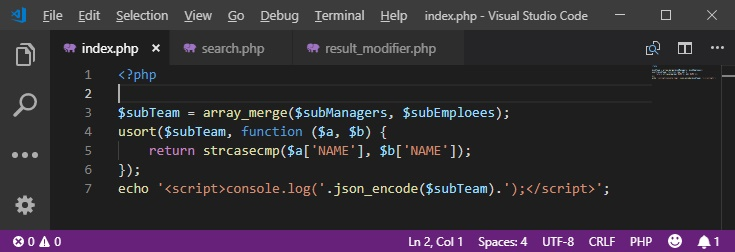 File Edit Selection View Go Debug Terminal Help index.php - Visual Studio Code
index.php search.php result_modifier.php
1 <?php
2
3 $subTeam = array_merge($subManagers, $subEmploees);
4 usort($subTeam, function ($a, $b) {
5 return strcasecmp($a['NAME'], $b['NAME']);
6 });
7 echo '<script>console.log('.json_encode($subTeam).');</script>';
0 0 Ln 2, Col 1 Spaces: 4 UTF-8 CRLF PHP 1